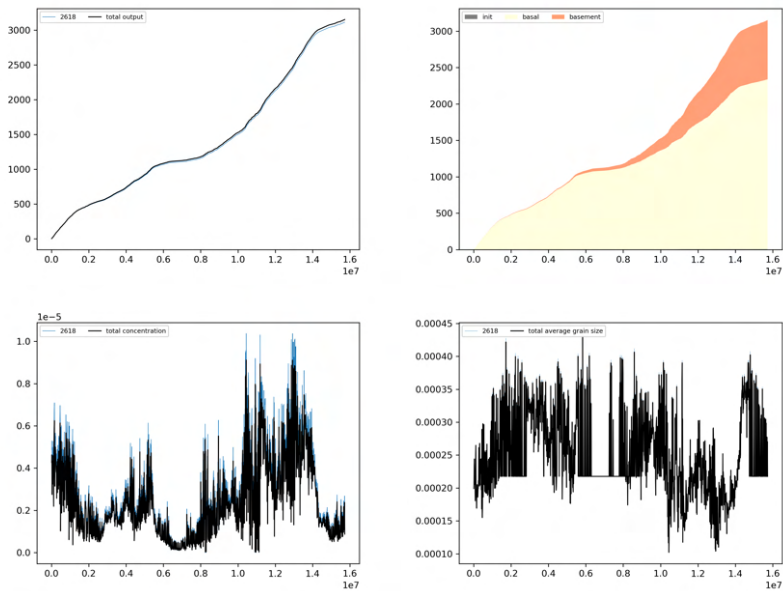 2618 total output
3000
2500
2000
1500
1000
500
0
0.0 0.2 0.4 0.6 0.8 1.0 1.2 1.4 1.6
1e7
init basal basement
3000
2500
2000
1500
1000
500
0
0.0 0.2 0.4 0.6 0.8 1.0 1.2 1.4 1.6
1e7
1e−5
2618 total concentration
1.0
0.8
0.6
0.4
0.2
0.0
0.0 0.2 0.4 0.6 0.8 1.0 1.2 1.4 1.6
1e7
2618 total average grain size
0.00045
0.00040
0.00035
0.00030
0.00025
0.00020
0.00015
0.00010
0.0 0.2 0.4 0.6 0.8 1.0 1.2 1.4 1.6
1e7